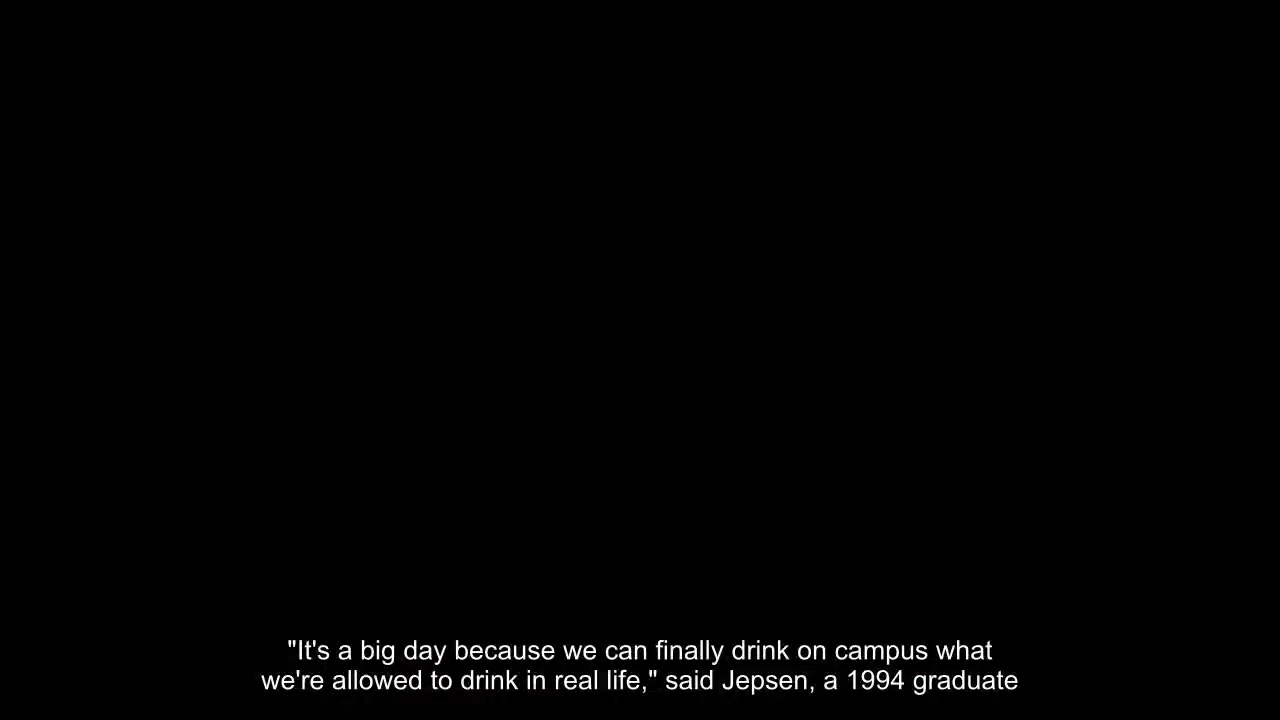 "It's a big day because we can finally drink on campus what
we're allowed to drink in real life," said Jepsen, a 1994 graduate